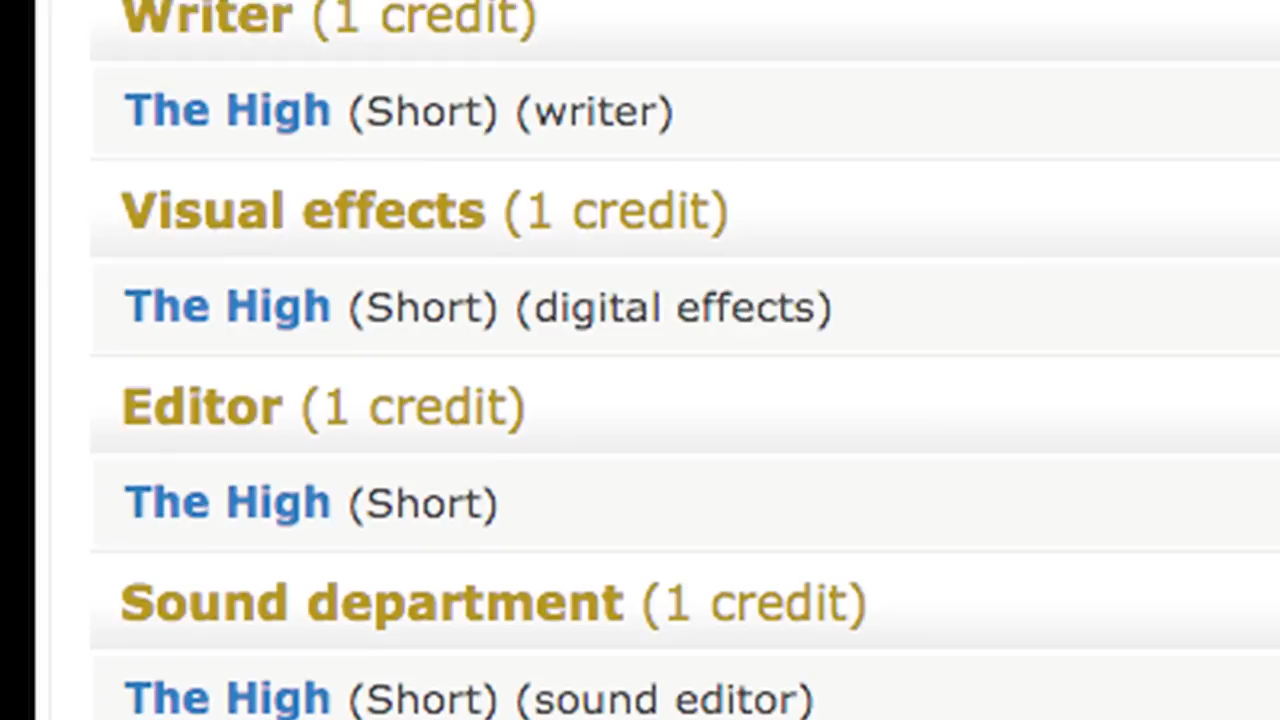 Writer (1 credit)
The High (Short) (writer)
Visual effects (1 credit)
The High (Short) (digital effects)
Editor (1 credit)
The High (Short)
Sound department (1 credit)
The High (Short) (sound editor)